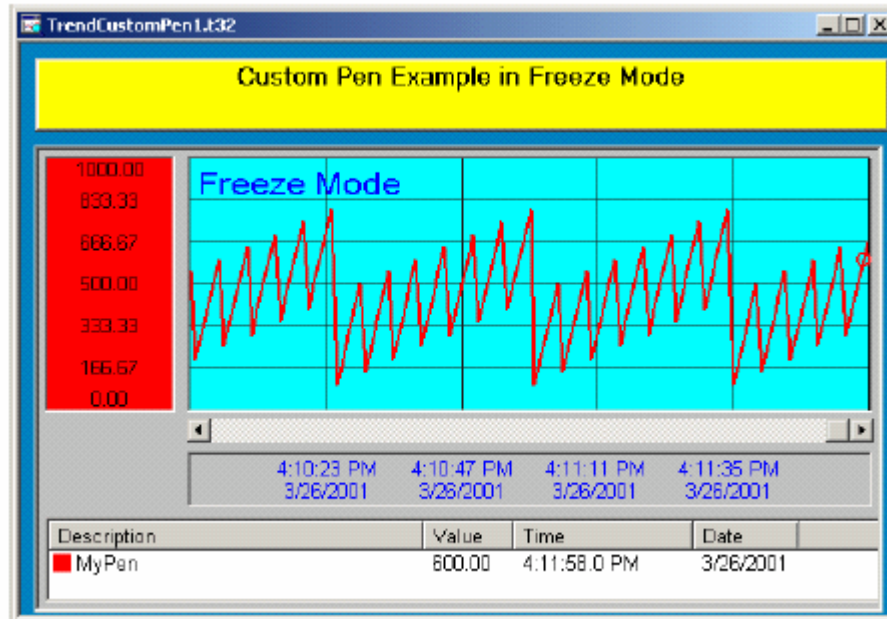 TrendCustomPen1.t32
Custom Pen Example in Freeze Mode
1000.00
833.33
666.67
500.00
333.33
166.67
0.00
Freeze Mode
4:10:23 PM 4:10:47 PM 4:11:11 PM 4:11:35 PM
3/26/2001 3/26/2001 3/26/2001 3/26/2001
Description Value Time Date
MyPen 600.00 4:11:58.0 PM 3/26/2001